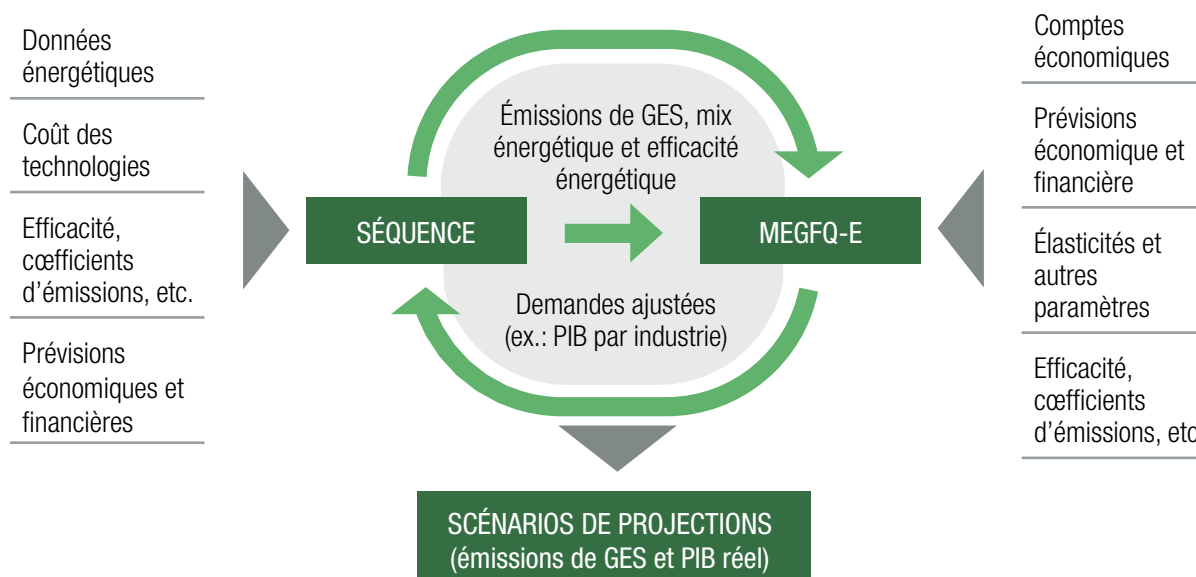 Données
énergétiques
Coût des
technologies
Efficacité,
cœfficients
d'émissions, etc.
Prévisions
économiques et
financières
Émissions de GES, mix
énergétique et efficacité
énergétique
SÉQUENCE
MEGFQ-E
Demandes ajustées
(ex.: PIB par industrie)
SCÉNARIOS DE PROJECTIONS
(émissions de GES et PIB réel)
Comptes
économiques
Prévisions
économique et
financière
Élasticités et
autres
paramètres
Efficacité,
cœfficients
d'émissions, etc